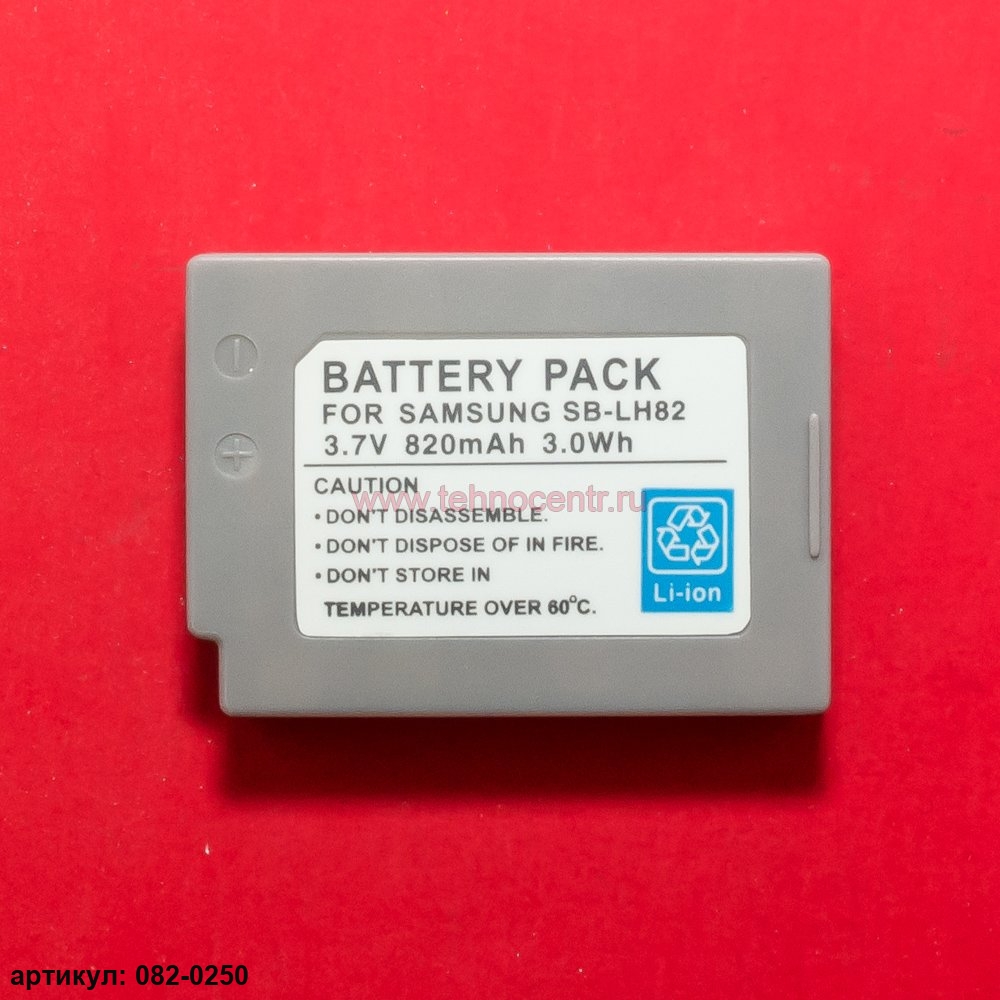 BATTERY PACK
FOR SAMSUNG SB-LH82
3.7V 820mAh 3.0Wh
CAUTION
www.tehnocentr.ru
• DON'T DISASSEMBLE.
• DON'T DISPOSE OF IN FIRE.
• DON'T STORE IN
TEMPERATURE OVER 60°C.
Li-ion
артикул: 082-0250